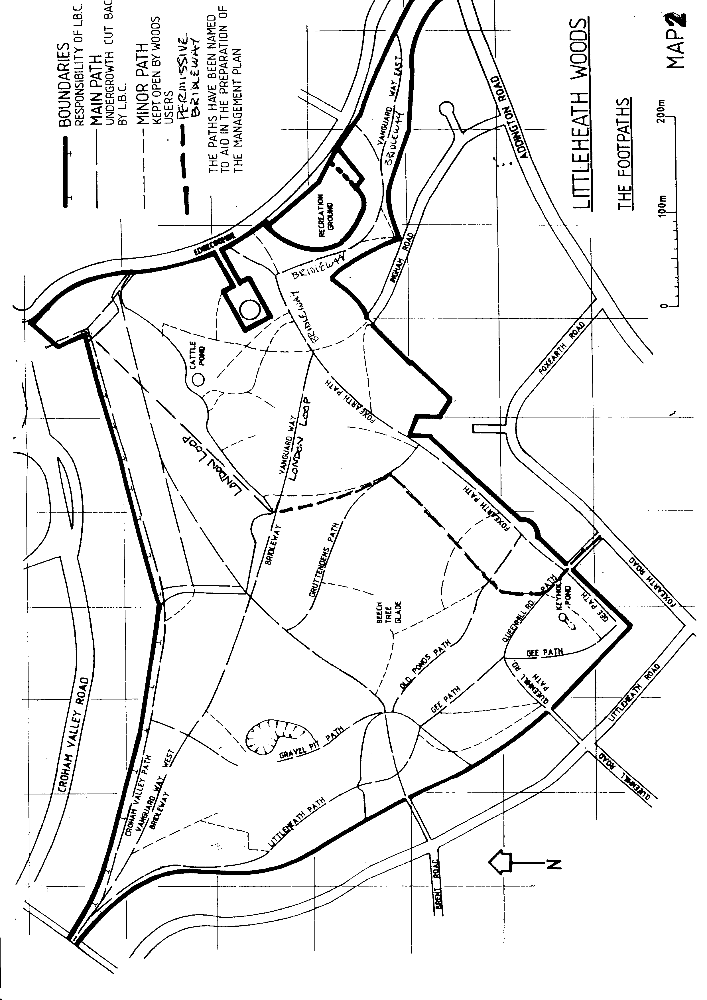 BOUNDARIES
RESPONSIBILITY OF L.B.C.
MAIN PATH
UNDERGROWTH CUT BAC
BY L.B.C.
MINOR PATH
KEPT OPEN BY WOODS
USERS
PERMISSIVE
BRIDLEWAY
THE PATHS HAVE BEEN NAMED
TO AID IN THE PREPARATION OF
THE MANAGEMENT PLAN
EDGECOOMBE
RECREATION
GROUND
VANGUARD WAY EAST
BRIDLEWAY
BRIDLEWAY
BRIDLEWAY
INGHAM ROAD
ADDINGTON ROAD
CATTLE
POND
LONDON LOOP
VANGUARD WAY
LONDON LOOP
FOXEARTH PATH
FOXEARTH ROAD
BRIDLEWAY
GRUTTENDENS PATH
FOXEARTH PATH
BEECH
TREE
GLADE
QUEENHILL RD. PATH
KEYHOLE
POND
GEE PATH
FOXEARTH ROAD
CROHAM VALLEY ROAD
OLD PONDS PATH
GEE PATH
GEE PATH
QUEENHILL RD.
PATH
LITTLEHEATH ROAD
GRAVEL PIT PATH
CROHAM VALLEY PATH
VANGUARD WAY WEST
BRIDLEWAY
LITTLEHEATH PATH
QUEENHILL ROAD
BRENT ROAD
N
LITTLEHEATH WOODS
THE FOOTPATHS
0 100m 200m
MAP 2